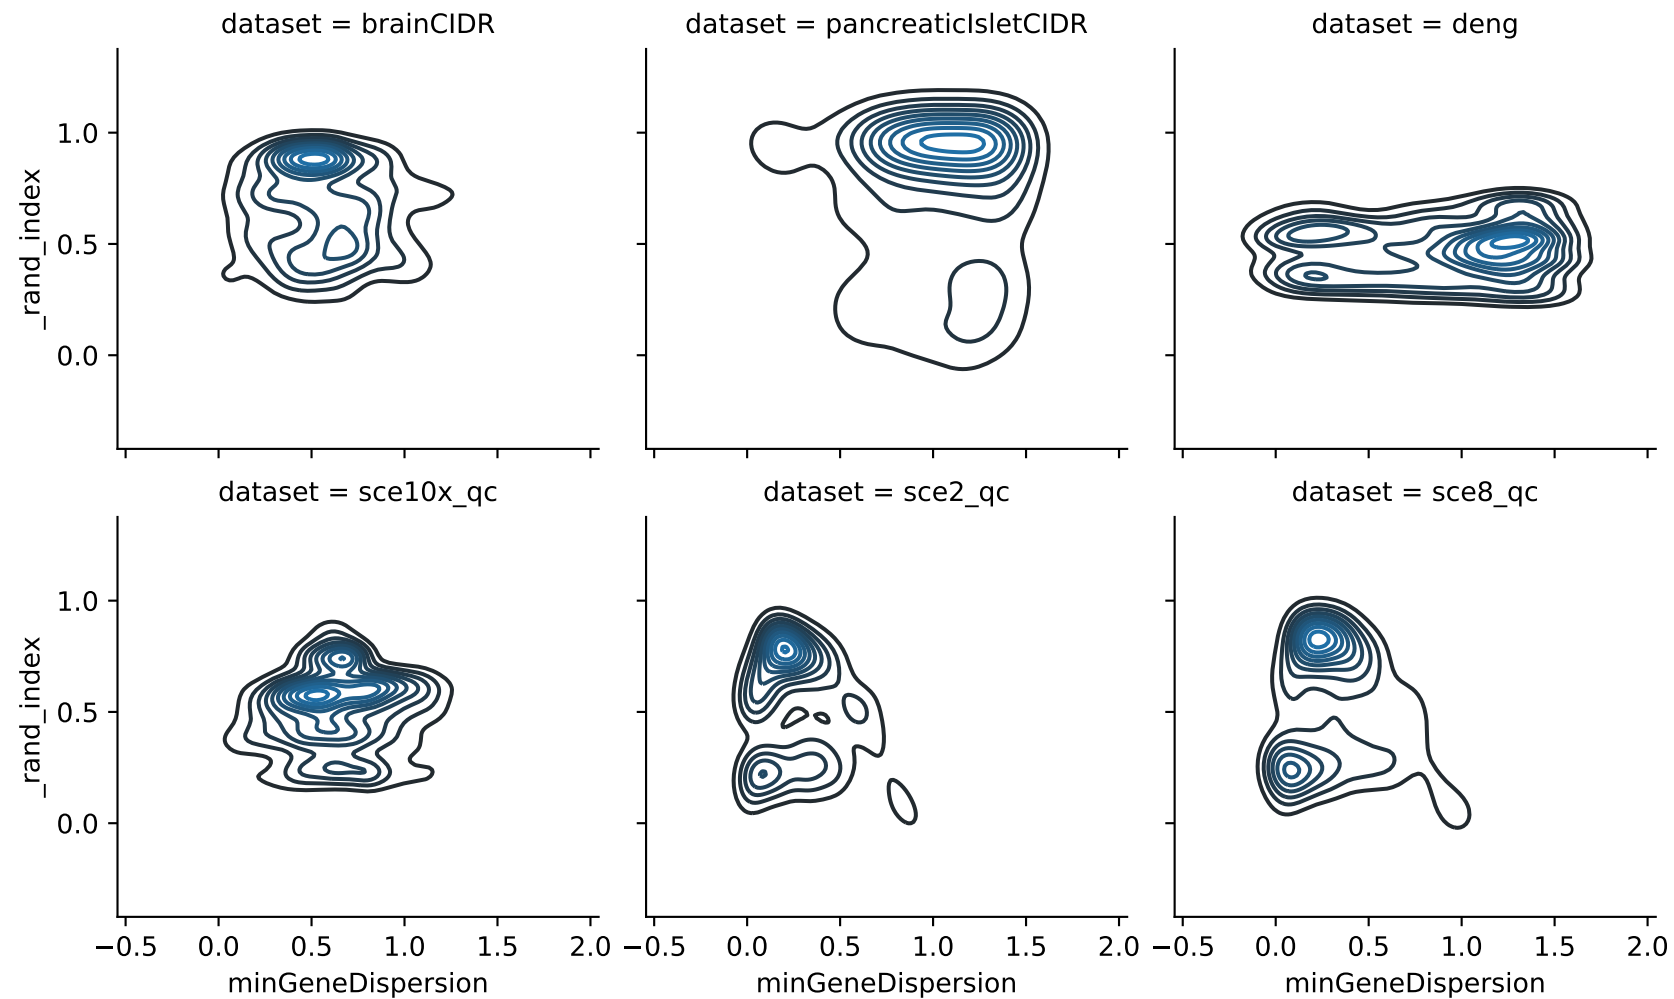 dataset = brainCIDR
dataset = pancreaticIsletCIDR
dataset = deng
_rand_index
1.0
0.5
0.0
dataset = sce10x_qc
dataset = sce2_qc
dataset = sce8_qc
_rand_index
1.0
0.5
0.0
−0.5 0.0 0.5 1.0 1.5 2.0
−0.5 0.0 0.5 1.0 1.5 2.0
−0.5 0.0 0.5 1.0 1.5 2.0
minGeneDispersion
minGeneDispersion
minGeneDispersion